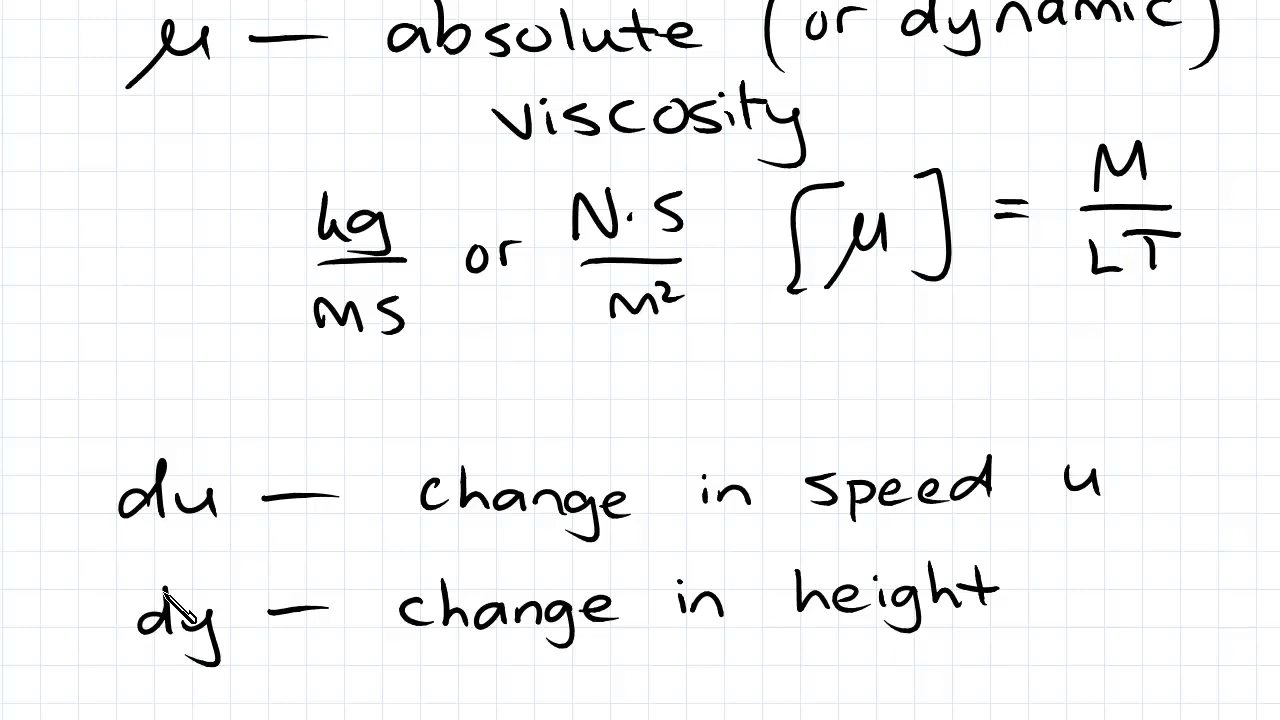 μ — absolute (or dynamic)
viscosity
kg/ms or N·s/m² [μ] = M/LT
du — change in speed u
dy — change in height